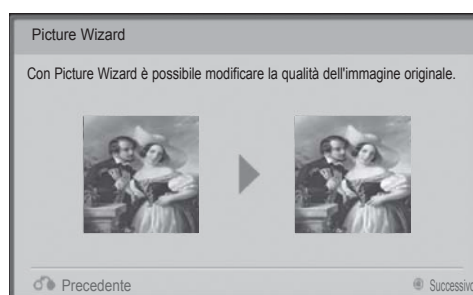 Picture Wizard
Con Picture Wizard è possibile modificare la qualità dell'immagine originale.
Precedente
Successivo